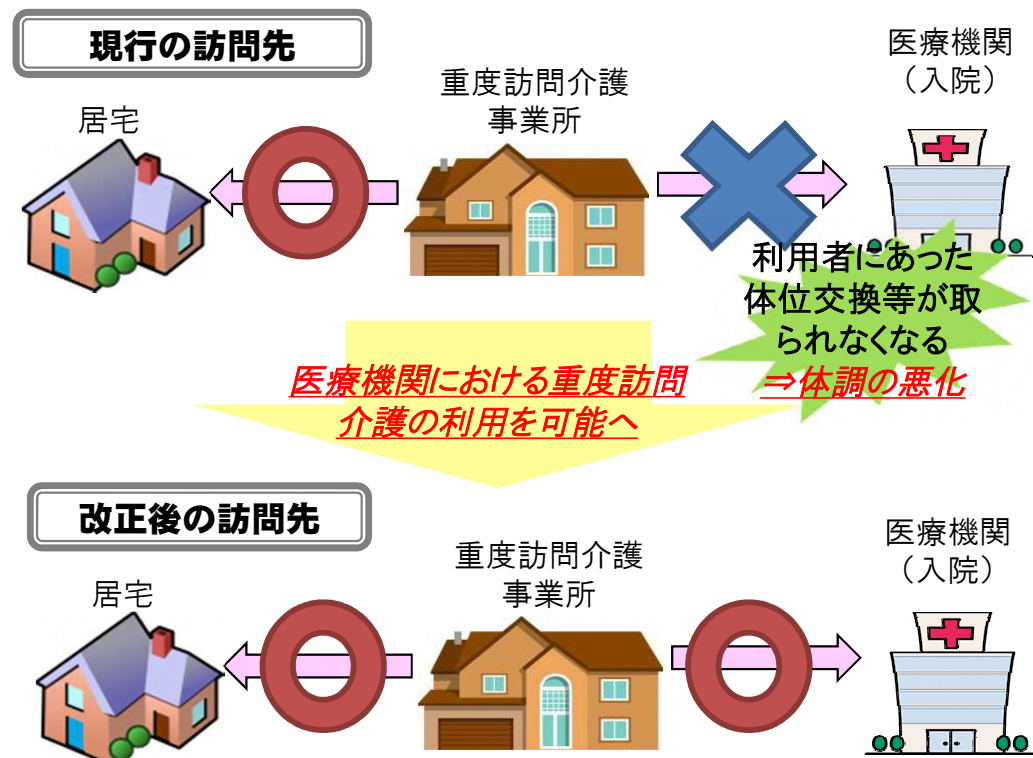 現行の訪問先
医療機関
（入院）
重度訪問介護
事業所
居宅
利用者にあった
体位交換等が取
られなくなる
⇒体調の悪化
医療機関における重度訪問
介護の利用を可能へ
改正後の訪問先
医療機関
（入院）
重度訪問介護
事業所
居宅